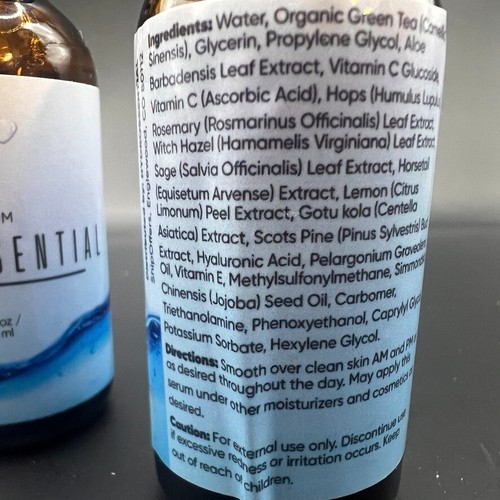 M
SENTIAL
oz /
ml
Englewood, CO
Ingredients: Water, Organic Green Tea
Sinensis), Glycerin, Propylene Glycol, Aloe
Barbadensis Leaf Extract, Vitamin C Glucoside,
Vitamin C (Ascorbic Acid), Hops (Humulus
Rosemary (Rosmarinus Officinalis) Leaf Extract,
Witch Hazel (Hamamelis Virginiana) Leaf Extract,
Sage (Salvia Officinalis) Leaf Extract, Horsetail
(Equisetum Arvense) Extract, Lemon (Citrus
Limonum) Peel Extract, Gotu kola (Centella
Asiatica) Extract, Scots Pine (Pinus Sylvestris)
Extract, Hyaluronic Acid, Pelargonium Graveolens
Oil, Vitamin E, Methylsulfonylmethane,
Chinensis (Jojoba) Seed Oil, Carbomer,
Triethanolamine, Phenoxyethanol, Caprylyl
Potassium Sorbate, Hexylene Glycol.
Directions: Smooth over clean skin AM and PM
as desired throughout the day. May apply this
serum under other moisturizers and cosmetics
desired.
Caution: For external use only. Discontinue use
if excessive redness or irritation occurs. Keep
out of reach of children.